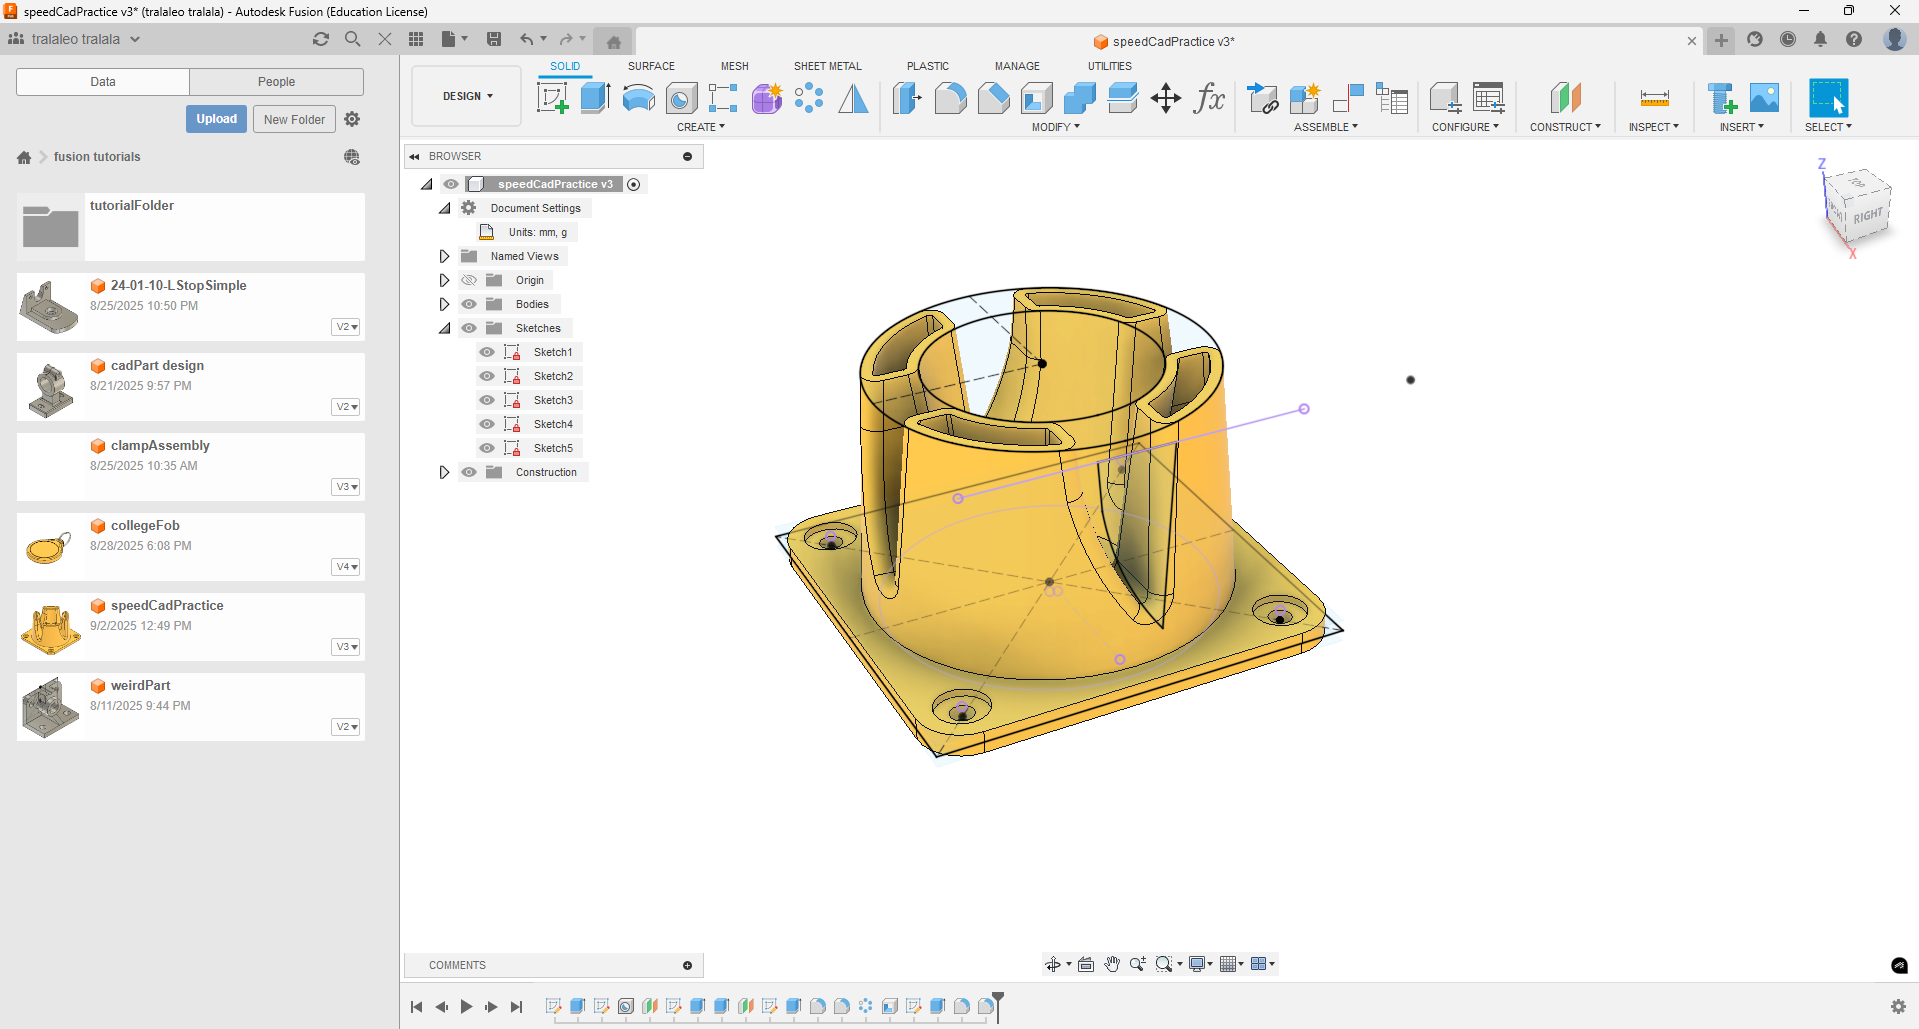 speedCadPractice v3* (tralaleo tralala) - Autodesk Fusion (Education License)
tralaleo tralala
speedCadPractice v3*
Data
People
Upload
New Folder
fusion tutorials
tutorialFolder
24-01-10-LStopSimple
8/25/2025 10:50 PM
V2
cadPart design
8/21/2025 9:57 PM
V2
clampAssembly
8/25/2025 10:35 AM
V3
collegeFob
8/28/2025 6:08 PM
V4
speedCadPractice
9/2/2025 12:49 PM
V3
weirdPart
8/11/2025 9:44 PM
V2
DESIGN
SOLID
SURFACE
MESH
SHEET METAL
PLASTIC
MANAGE
UTILITIES
CREATE
MODIFY
ASSEMBLE
CONFIGURE
CONSTRUCT
INSPECT
INSERT
SELECT
BROWSER
speedCadPractice v3
Document Settings
Units: mm, g
Named Views
Origin
Bodies
Sketches
Sketch1
Sketch2
Sketch3
Sketch4
Sketch5
Construction
Z
TOP
RIGHT
X
COMMENTS